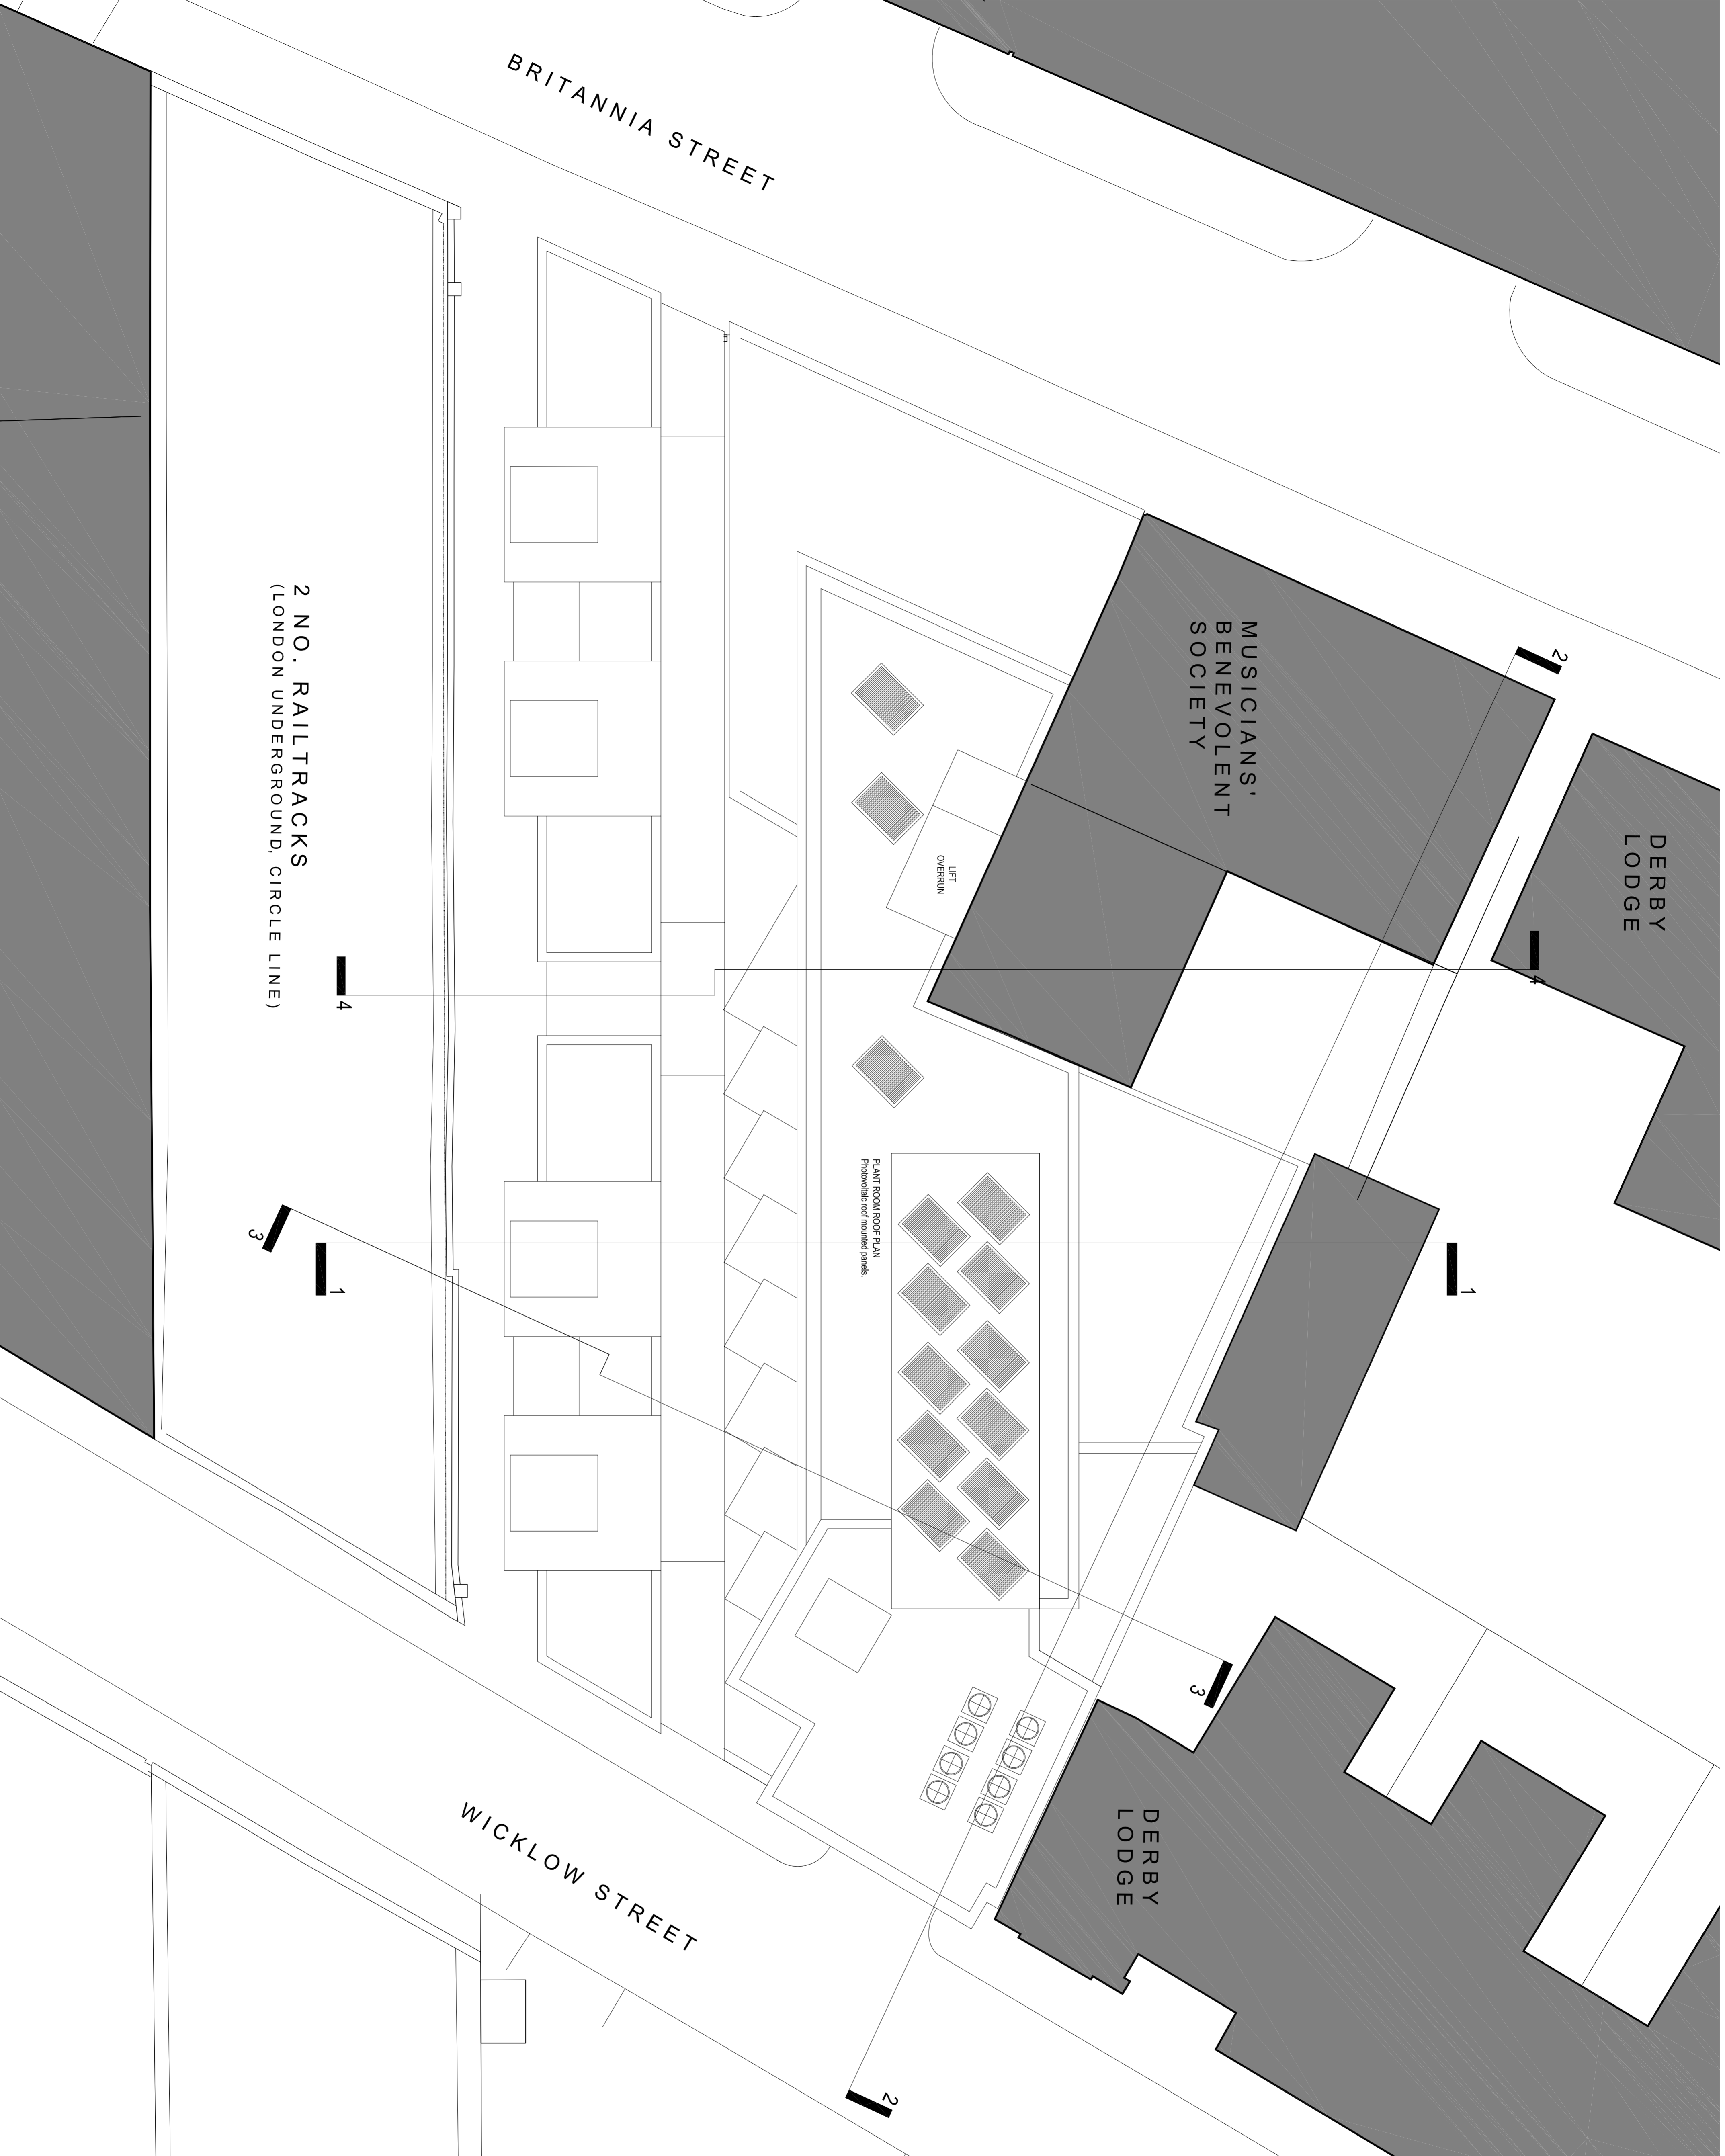 BRITANNIA STREET
2 NO. RAILTRACKS
(LONDON UNDERGROUND, CIRCLE LINE)
MUSICIANS'
BENEVOLENT
SOCIETY
2
DERBY
LODGE
LIFT
OVERRUN
4
4
PLANT ROOM ROOF PLAN
Photovoltaic roof mounted panels.
3
1
1
3
DERBY
LODGE
WICKLOW STREET
2